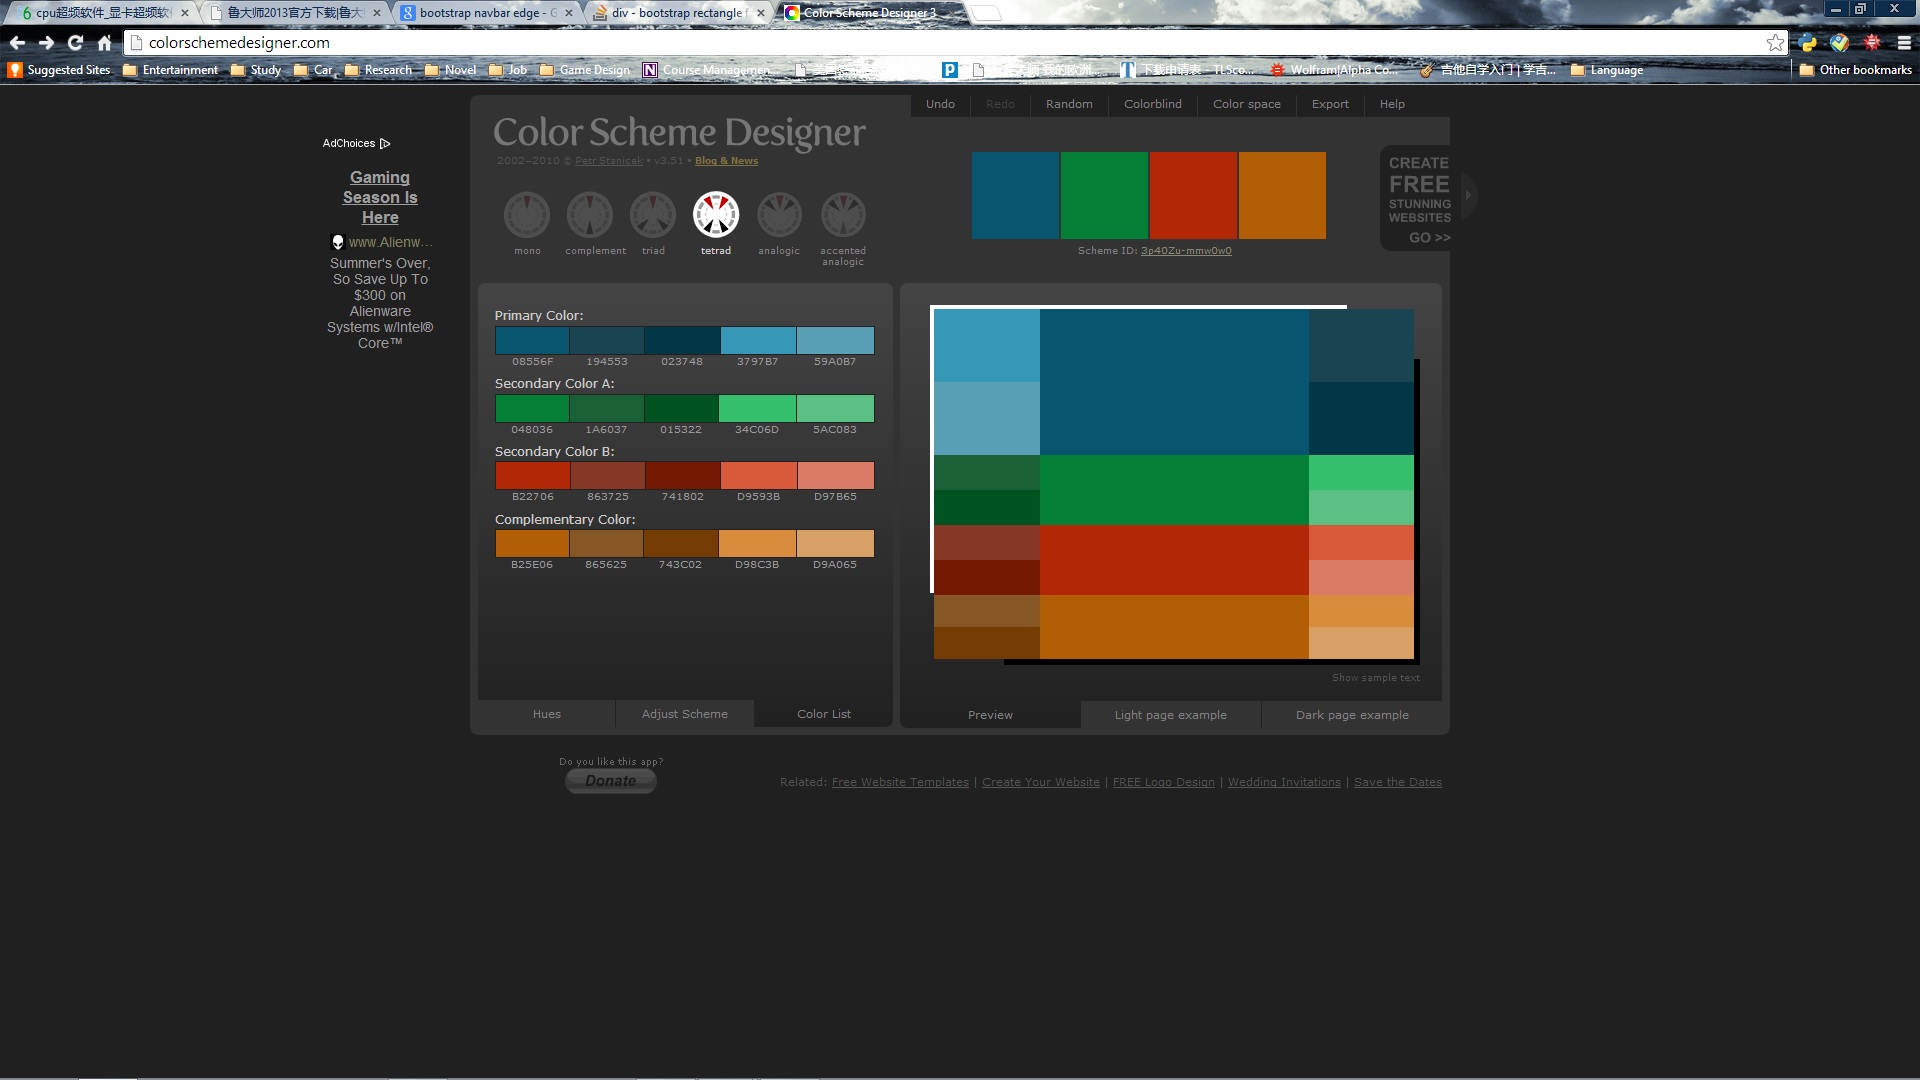 cpu超频软件_显卡超频软
鲁大师2013官方下载|鲁大
bootstrap navbar edge - G
div - bootstrap rectangle f
Color Scheme Designer 3
colorschemedesigner.com
Suggested Sites
Entertainment
Study
Car
Research
Novel
Job
Game Design
Course Managemen...
下载申请表
TLSco...
Wolfram|Alpha Co...
吉他自学入门 | 学吉...
Language
Other bookmarks
Undo
Redo
Random
Colorblind
Color space
Export
Help
AdChoices
Gaming
Season Is
Here
www.Alienw...
Summer's Over,
So Save Up To
$300 on
Alienware
Systems w/Intel®
Core™
Color Scheme Designer
2002–2010 © Petr Stanicek • v3.51 • Blog & News
mono
complement
triad
tetrad
analogic
accented
analogic
Scheme ID: 3p40Zu-mmw0w0
CREATE
FREE
STUNNING
WEBSITES
GO >>
Primary Color:
08556F 194553 023748 3797B7 59A0B7
Secondary Color A:
048036 1A6037 015322 34C06D 5AC083
Secondary Color B:
B22706 863725 741802 D9593B D97B65
Complementary Color:
B25E06 865625 743C02 D98C3B D9A065
Show sample text
Hues
Adjust Scheme
Color List
Preview
Light page example
Dark page example
Do you like this app?
Donate
Related: Free Website Templates | Create Your Website | FREE Logo Design | Wedding Invitations | Save the Dates